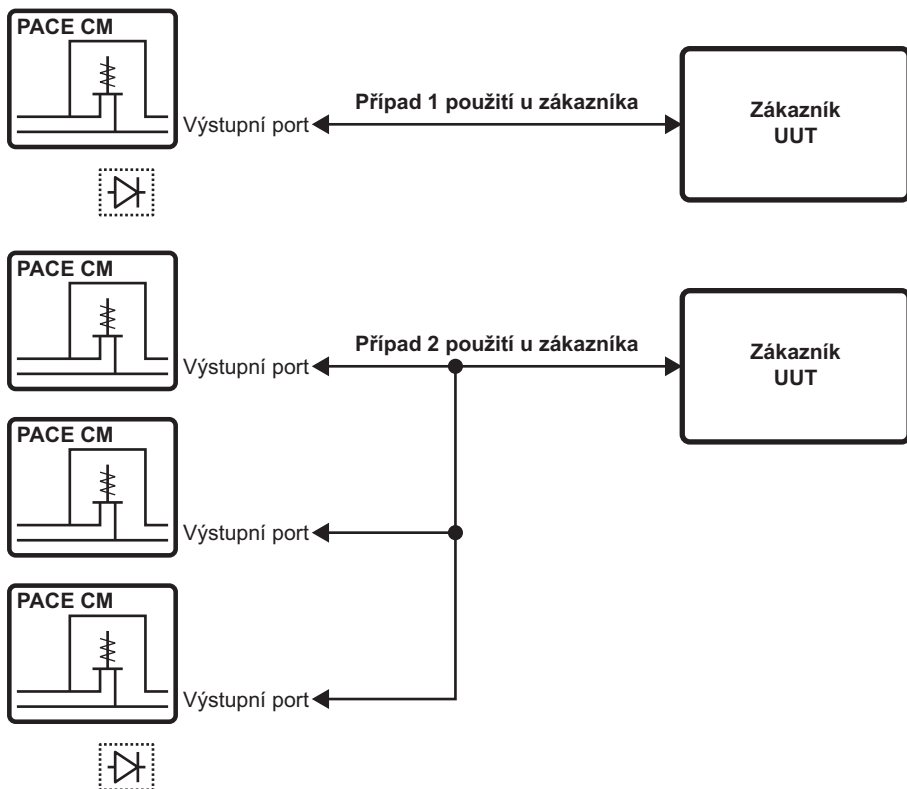 PACE CM
Výstupní port
Případ 1 použití u zákazníka
Zákazník
UUT
PACE CM
Výstupní port
Případ 2 použití u zákazníka
Zákazník
UUT
PACE CM
Výstupní port
PACE CM
Výstupní port